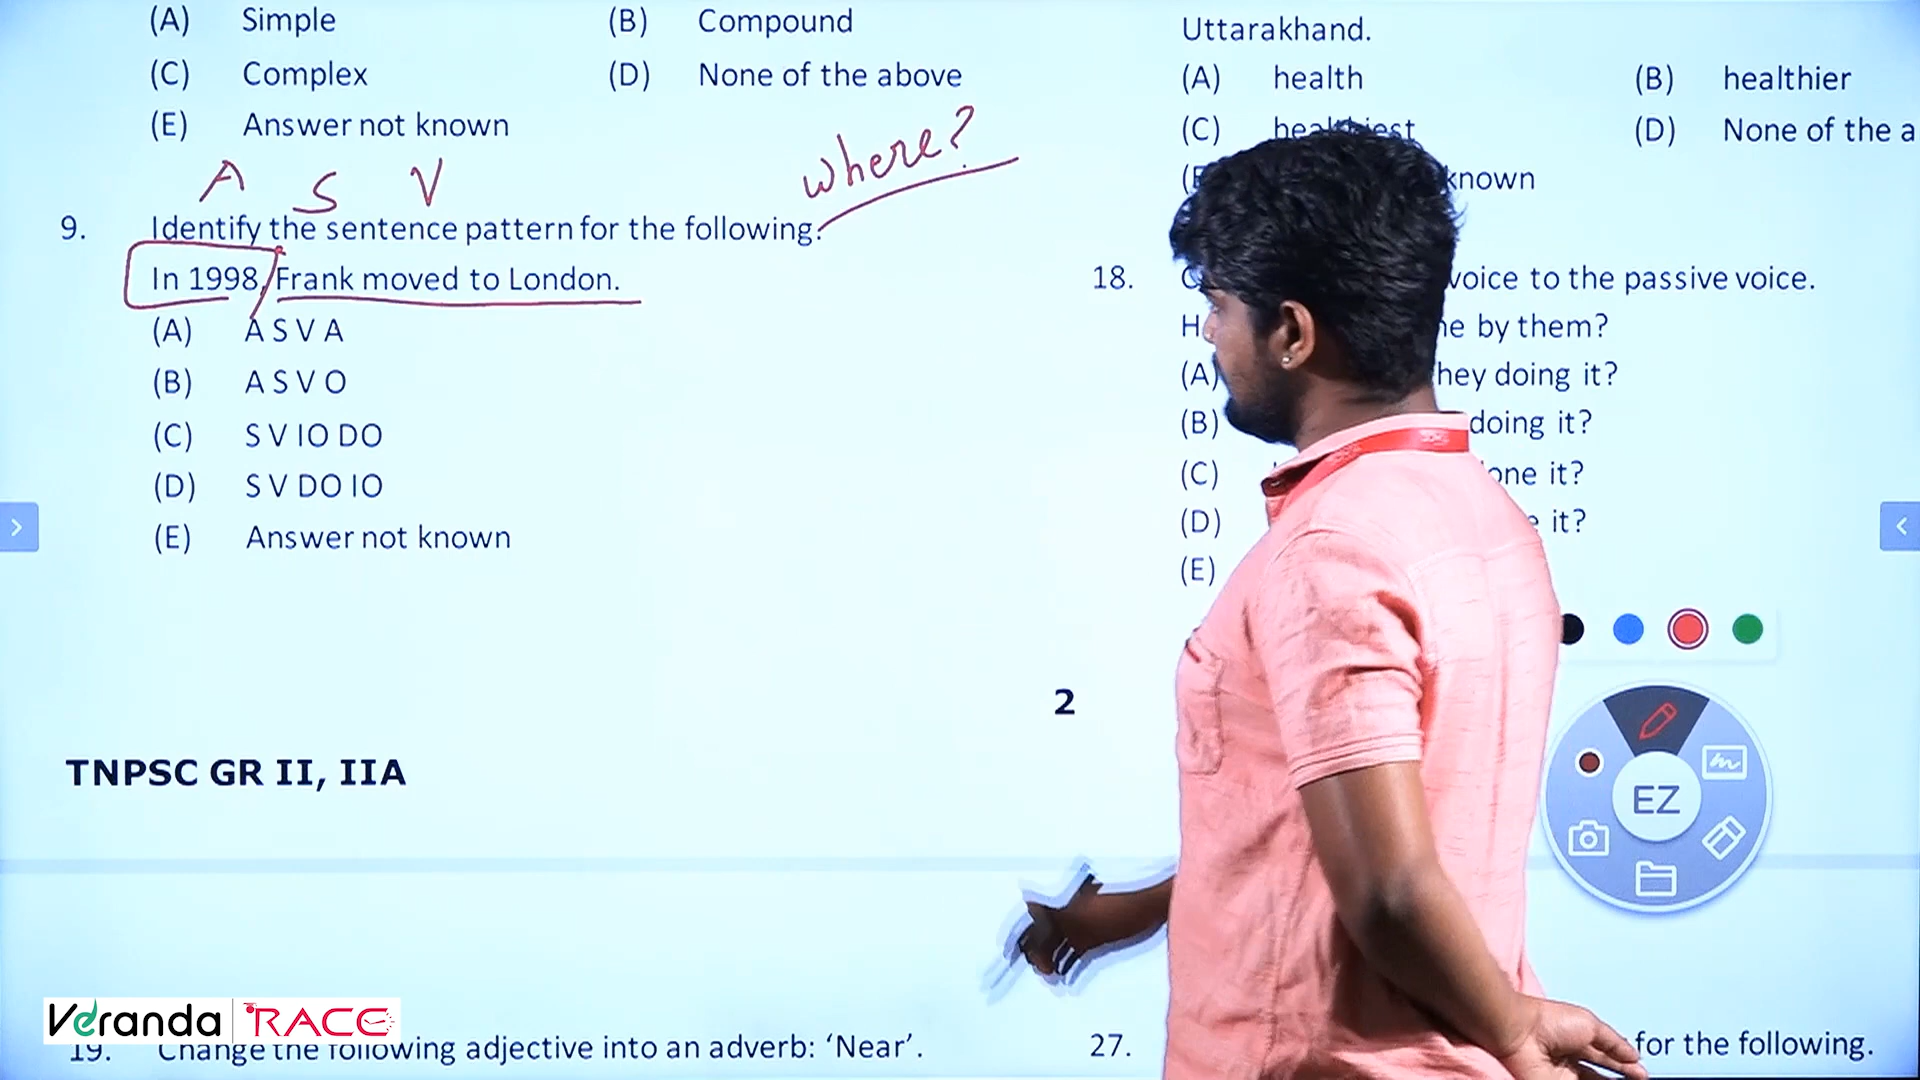 (A) Simple (B) Compound
(C) Complex (D) None of the above
(E) Answer not known
where?
A S V
9. Identify the sentence pattern for the following:
In 1998, Frank moved to London.
(A) A S V A
(B) A S V O
(C) S V IO DO
(D) S V DO IO
(E) Answer not known
TNPSC GR II, IIA
2
19. Change the following adjective into an adverb: ‘Near’.
Uttarakhand.
(A) health (B) healthier
(C) healthiest (D) None of the a
known
18. voice to the passive voice.
by them?
(A) they doing it?
(B) doing it?
(C) it?
(D) it?
(E)
27. for the following.
EZ
Veranda RACE